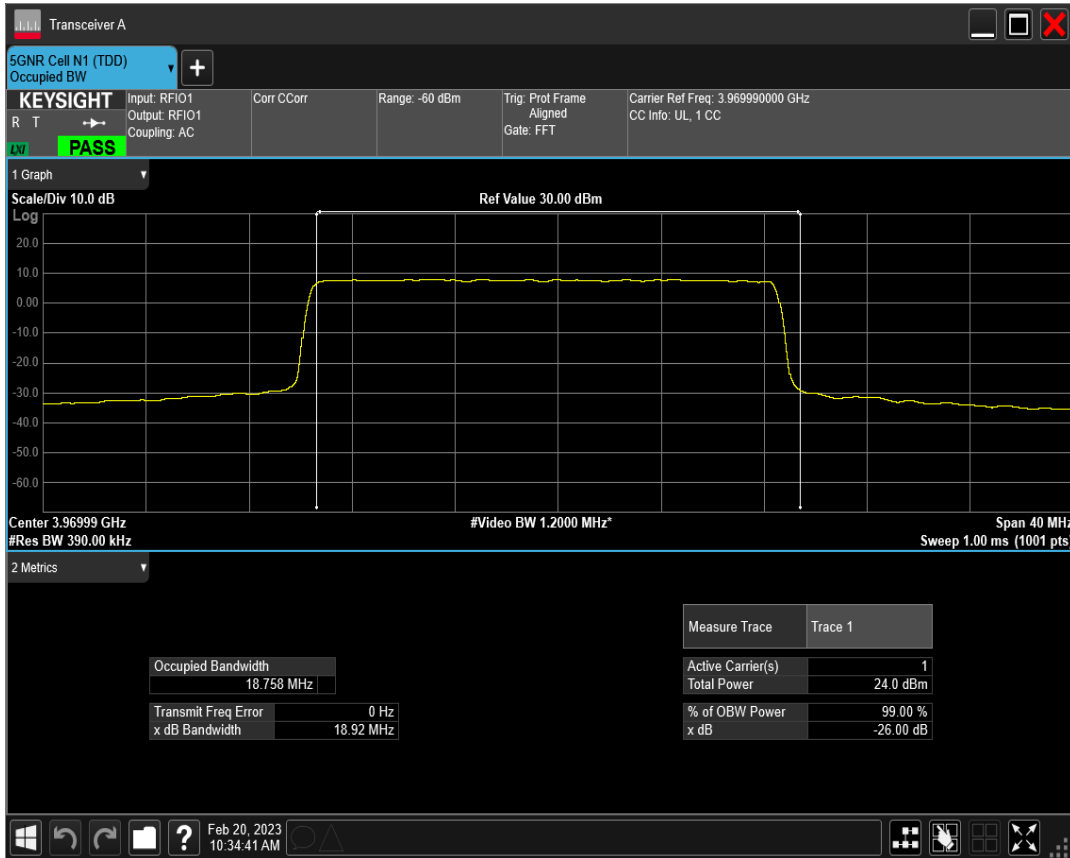 Transceiver A
5GNR Cell N1 (TDD)
Occupied BW
+
KEYSIGHT
R T
LXI
PASS
Input: RFIO1
Output: RFIO1
Coupling: AC
Corr CCorr
Range: -60 dBm
Trig: Prot Frame
Aligned
Gate: FFT
Carrier Ref Freq: 3.969990000 GHz
CC Info: UL, 1 CC
1 Graph
Scale/Div 10.0 dB
Ref Value 30.00 dBm
Log
20.0
10.0
0.00
-10.0
-20.0
-30.0
-40.0
-50.0
-60.0
Center 3.96999 GHz
#Video BW 1.2000 MHz*
Span 40 MHz
#Res BW 390.00 kHz
Sweep 1.00 ms (1001 pts)
2 Metrics
Measure Trace Trace 1
Occupied Bandwidth
18.758 MHz
Active Carrier(s) 1
Total Power 24.0 dBm
Transmit Freq Error 0 Hz
x dB Bandwidth 18.92 MHz
% of OBW Power 99.00 %
x dB -26.00 dB
?
Feb 20, 2023
10:34:41 AM